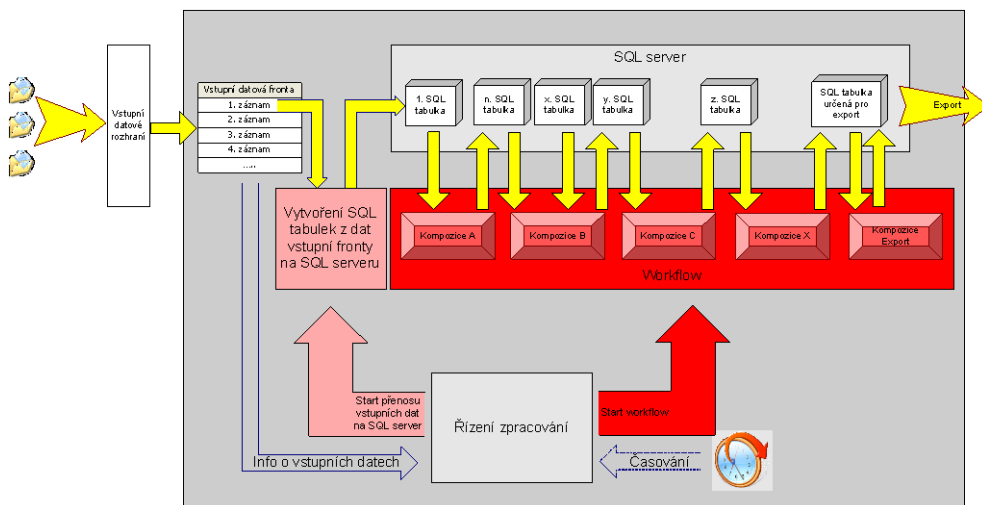 SQL server
Vstupní
datové
rozhraní
Vstupní datová fronta
1. záznam
2. záznam
3. záznam
4. záznam
.....
1. SQL
tabulka
n. SQL
tabulka
x. SQL
tabulka
y. SQL
tabulka
z. SQL
tabulka
SQL tabulka
určená pro
export
Export
Vytvoření SQL
tabulek z dat
vstupní fronty
na SQL serveru
Kompozice A
Kompozice B
Kompozice C
Kompozice X
Kompozice
Export
Workflow
Start přenosu
vstupních dat
na SQL server
Řízení zpracování
Start workflow
Info o vstupních datech
Časování